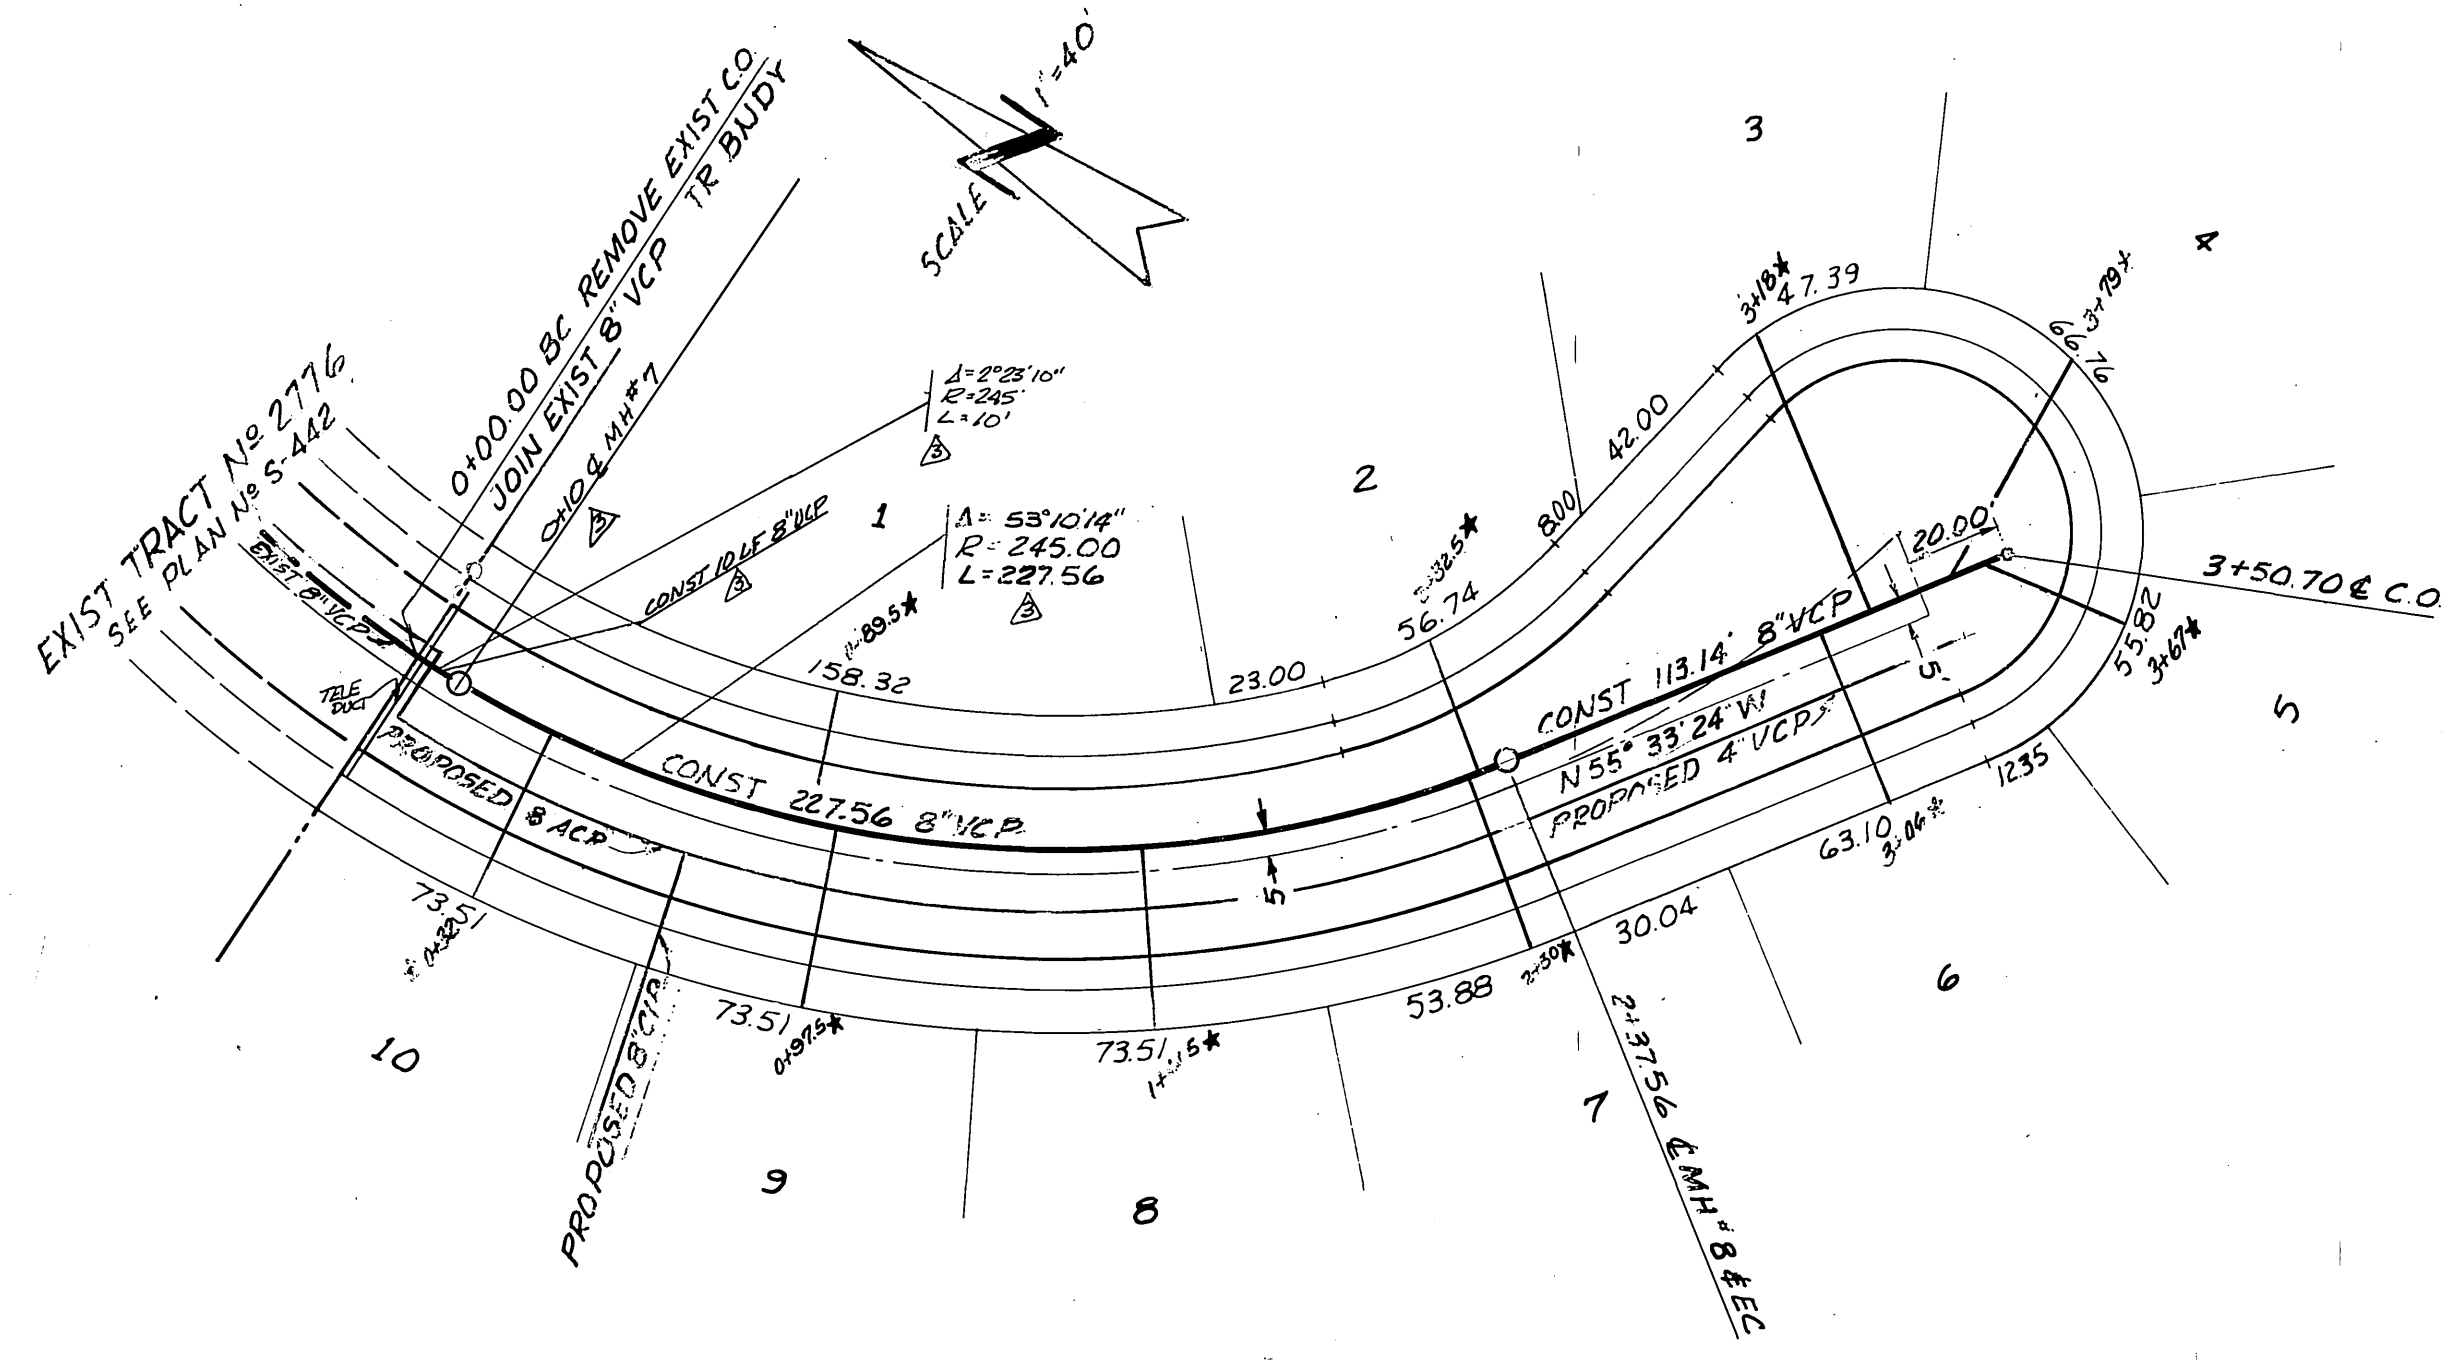 SCALE 1"=40'
0+00.00 BC REMOVE EXIST C.O.
JOIN EXIST 8" VCP TR BNDY
0+10 ℄ MH#7
3
EXIST TRACT Nº 2776
SEE PLAN Nº S-442
EXIST 8" VCP
TELE
DUCT
Δ=2°23'10"
R=245'
L=10'
3
CONST 10 LF 8" VCP
3
Δ= 53°10'14"
R= 245.00
L=227.56
3
1
2
3
4
5
6
7
8
9
10
158.32
89.5★
23.00
56.74
32.5★
8.00
42.00
3+18★
47.39
66.76
3+79★
20.00
3+50.70 ℄ C.O.
55.82
3+67★
12.35
63.10
3+06★
30.04
53.88
2+30★
73.51
73.51
0+97.5★
73.51
CONST 227.56 8" VCP
CONST 113.14' 8" VCP
N 55° 33' 24" W
PROPOSED 4" VCP
5'
5
PROPOSED 8 ACP
PROPOSED 8" CIP
2+37.56 ℄ MH #8 & EC